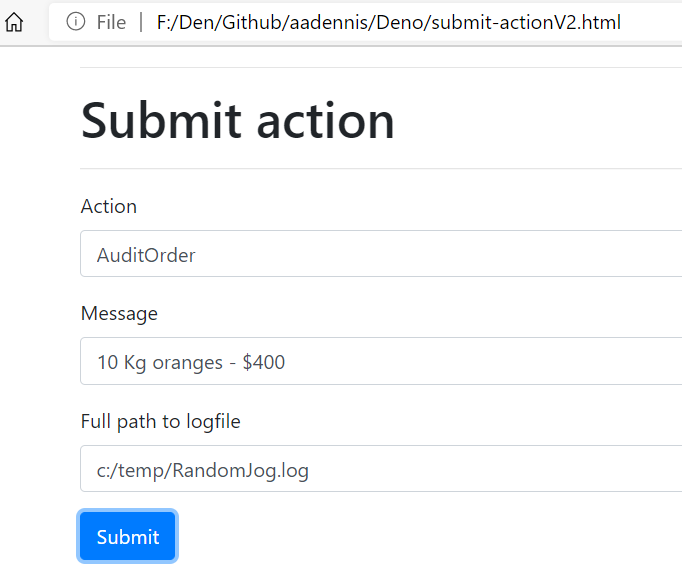 File | F:/Den/Github/aadennis/Deno/submit-actionV2.html
Submit action
Action
AuditOrder
Message
10 Kg oranges - $400
Full path to logfile
c:/temp/RandomJog.log
Submit